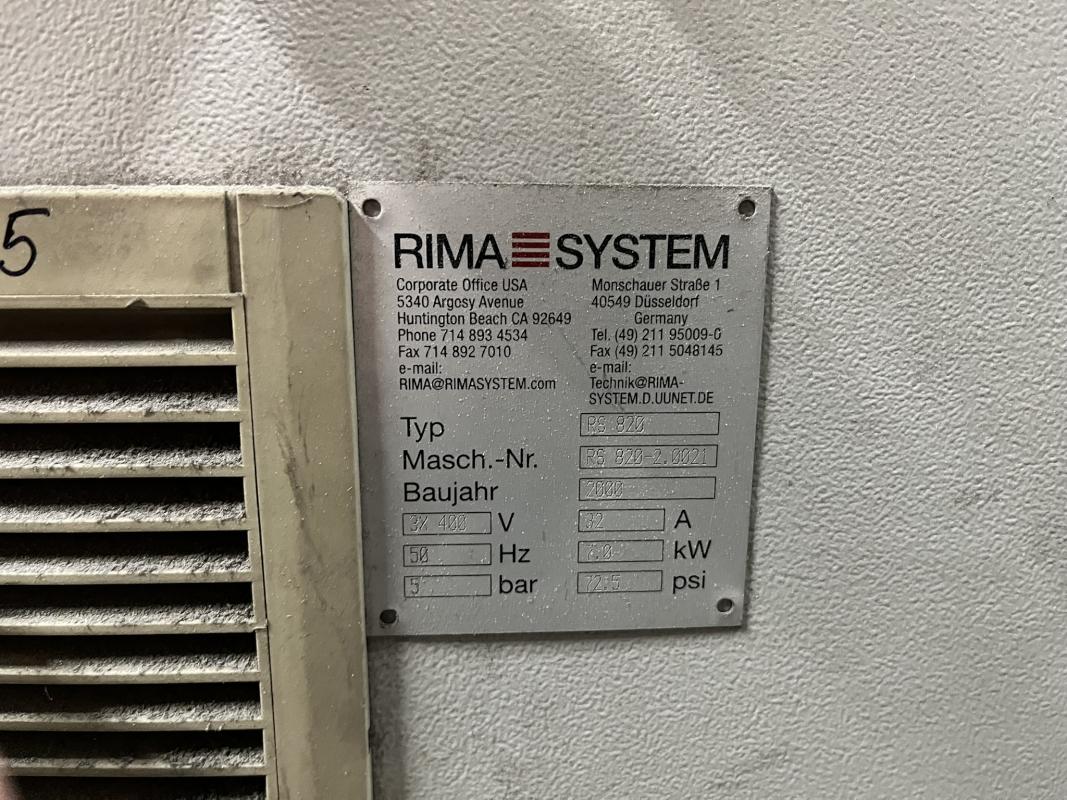 5
RIMA SYSTEM
Corporate Office USA
5340 Argosy Avenue
Huntington Beach CA 92649
Phone 714 893 4534
Fax 714 892 7010
e-mail:
RIMA@RIMASYSTEM.com
Monschauer Straße 1
40549 Düsseldorf
Germany
Tel. (49) 211 95009-0
Fax (49) 211 5048145
e-mail:
Technik@RIMA-
SYSTEM.D.UUNET.DE
Typ RS 820
Masch.-Nr. RS 820-2.0021
Baujahr 2000
3X 400 V 32 A
50 Hz 7.0 kW
5 bar 72.5 psi